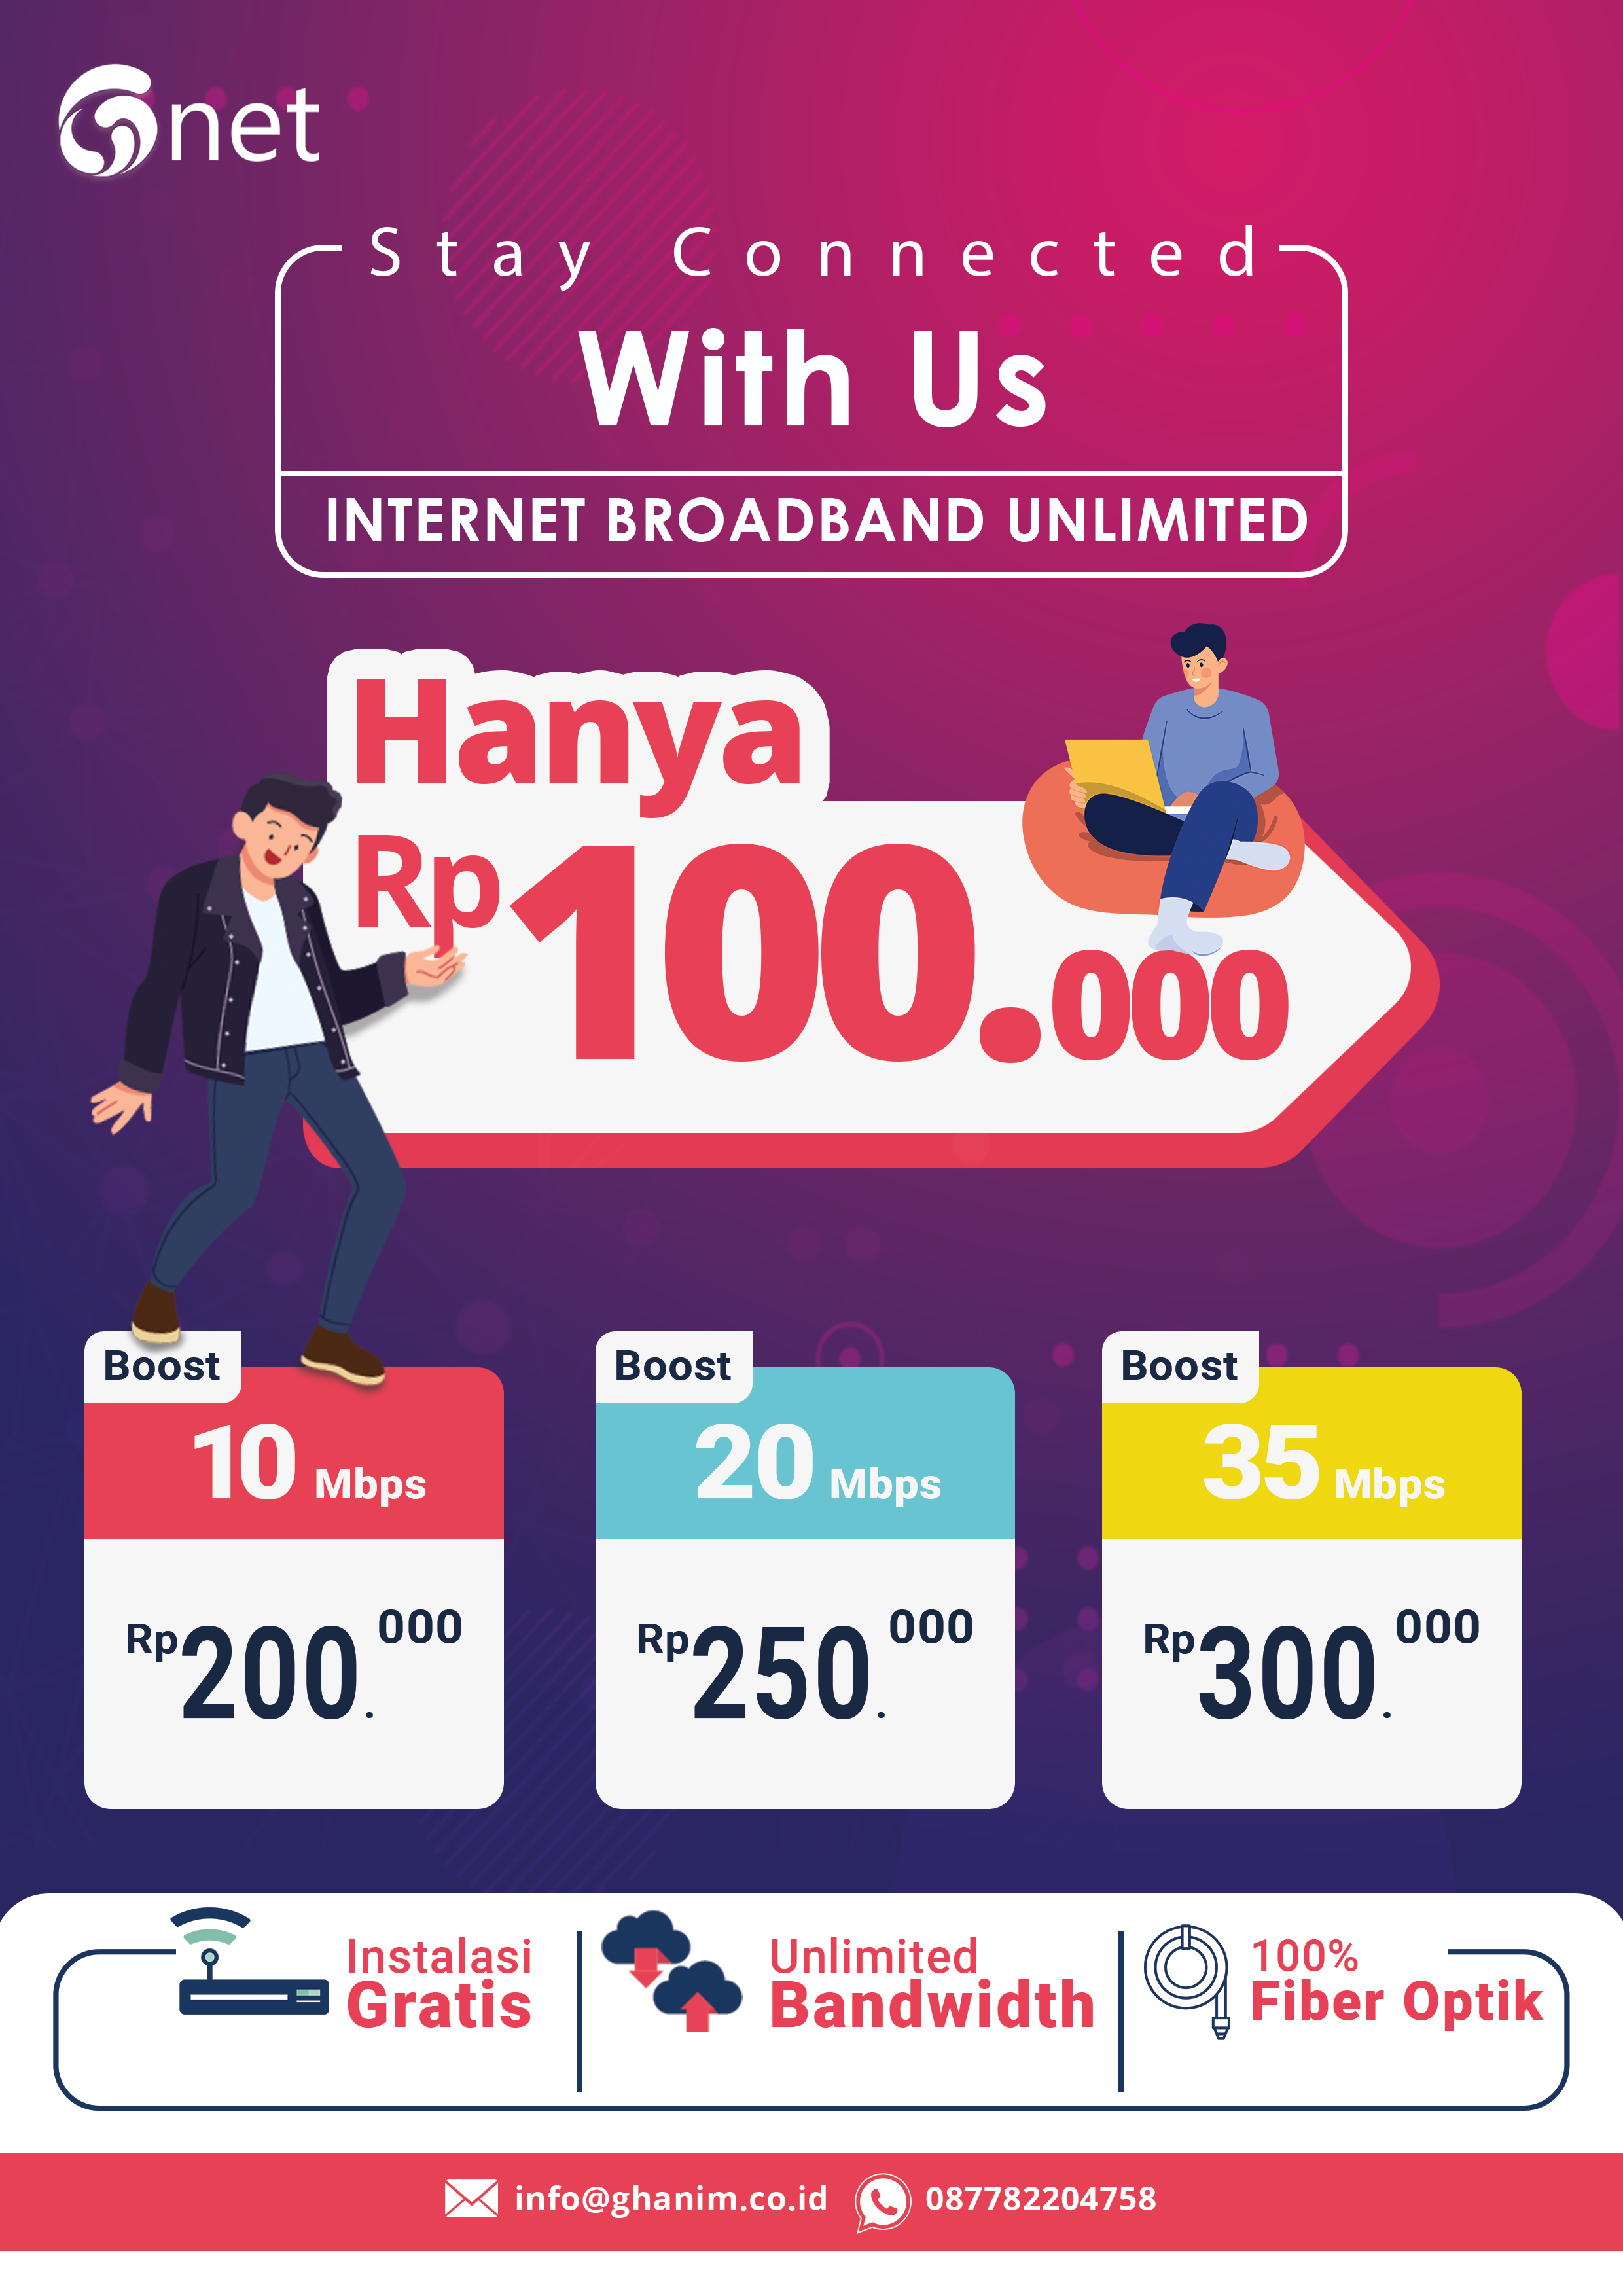 Gnet
Stay Connected
With Us
INTERNET BROADBAND UNLIMITED
Hanya
Rp100.000
Boost
10 Mbps
Rp200.000
Boost
20 Mbps
Rp250.000
Boost
35 Mbps
Rp300.000
Instalasi
Gratis
Unlimited
Bandwidth
100%
Fiber Optik
info@ghanim.co.id 087782204758